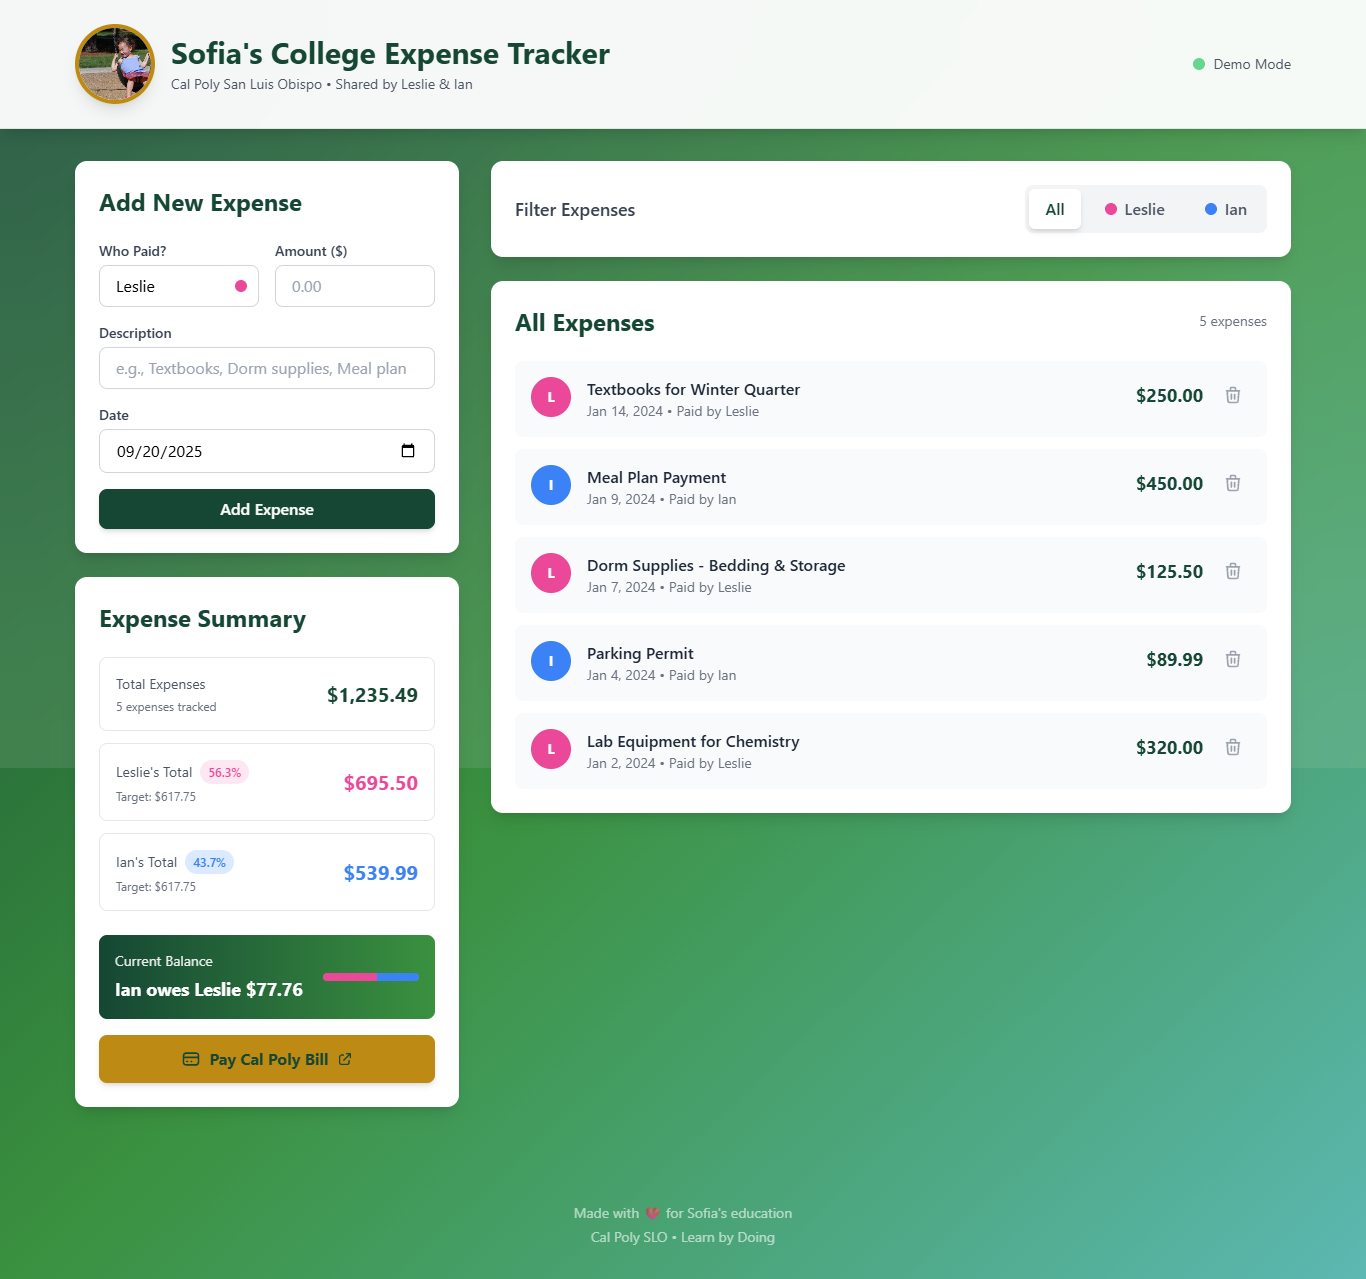 Sofia's College Expense Tracker
Cal Poly San Luis Obispo • Shared by Leslie & Ian
Demo Mode
Add New Expense
Who Paid?
Amount ($)
Leslie
0.00
Description
e.g., Textbooks, Dorm supplies, Meal plan
Date
09/20/2025
Add Expense
Expense Summary
Total Expenses
5 expenses tracked
$1,235.49
Leslie's Total 56.3%
Target: $617.75
$695.50
Ian's Total 43.7%
Target: $617.75
$539.99
Current Balance
Ian owes Leslie $77.76
Pay Cal Poly Bill
Filter Expenses
All
Leslie
Ian
All Expenses
5 expenses
L
Textbooks for Winter Quarter
Jan 14, 2024 • Paid by Leslie
$250.00
I
Meal Plan Payment
Jan 9, 2024 • Paid by Ian
$450.00
L
Dorm Supplies - Bedding & Storage
Jan 7, 2024 • Paid by Leslie
$125.50
I
Parking Permit
Jan 4, 2024 • Paid by Ian
$89.99
L
Lab Equipment for Chemistry
Jan 2, 2024 • Paid by Leslie
$320.00
Made with 💔 for Sofia's education
Cal Poly SLO • Learn by Doing